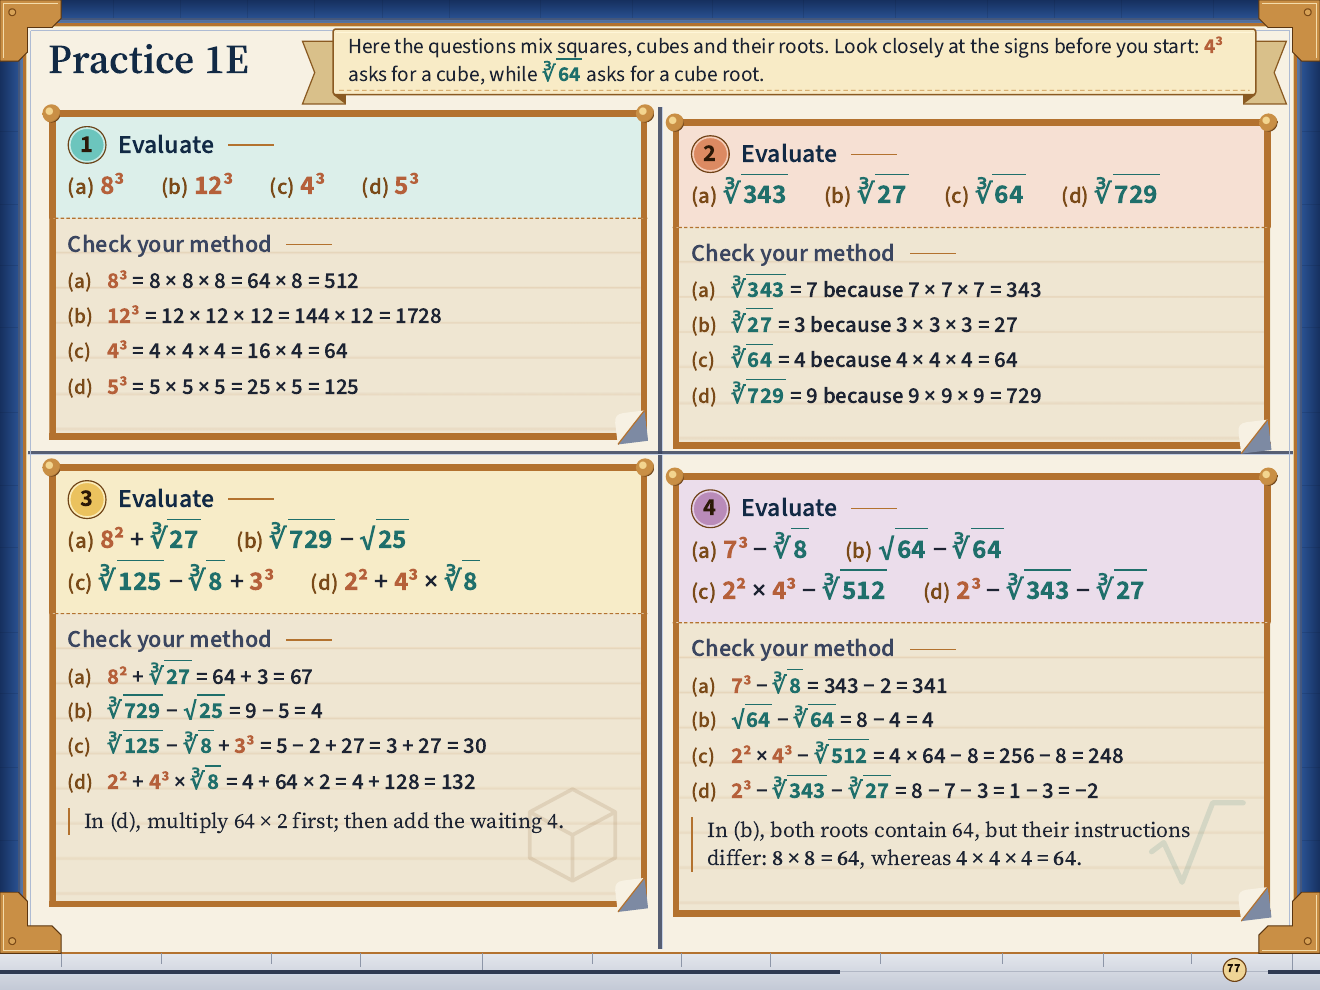 Practice 1E
Here the questions mix squares, cubes and their roots. Look closely at the signs before you start: 4³
asks for a cube, while ∛64 asks for a cube root.
1 Evaluate
(a) 8³ (b) 12³ (c) 4³ (d) 5³
Check your method
(a) 8³ = 8 × 8 × 8 = 64 × 8 = 512
(b) 12³ = 12 × 12 × 12 = 144 × 12 = 1728
(c) 4³ = 4 × 4 × 4 = 16 × 4 = 64
(d) 5³ = 5 × 5 × 5 = 25 × 5 = 125
2 Evaluate
(a) ∛343 (b) ∛27 (c) ∛64 (d) ∛729
Check your method
(a) ∛343 = 7 because 7 × 7 × 7 = 343
(b) ∛27 = 3 because 3 × 3 × 3 = 27
(c) ∛64 = 4 because 4 × 4 × 4 = 64
(d) ∛729 = 9 because 9 × 9 × 9 = 729
3 Evaluate
(a) 8² + ∛27 (b) ∛729 − √25
(c) ∛125 − ∛8 + 3³ (d) 2² + 4³ × ∛8
Check your method
(a) 8² + ∛27 = 64 + 3 = 67
(b) ∛729 − √25 = 9 − 5 = 4
(c) ∛125 − ∛8 + 3³ = 5 − 2 + 27 = 3 + 27 = 30
(d) 2² + 4³ × ∛8 = 4 + 64 × 2 = 4 + 128 = 132
In (d), multiply 64 × 2 first; then add the waiting 4.
4 Evaluate
(a) 7³ − ∛8 (b) √64 − ∛64
(c) 2² × 4³ − ∛512 (d) 2³ − ∛343 − ∛27
Check your method
(a) 7³ − ∛8 = 343 − 2 = 341
(b) √64 − ∛64 = 8 − 4 = 4
(c) 2² × 4³ − ∛512 = 4 × 64 − 8 = 256 − 8 = 248
(d) 2³ − ∛343 − ∛27 = 8 − 7 − 3 = 1 − 3 = −2
In (b), both roots contain 64, but their instructions
differ: 8 × 8 = 64, whereas 4 × 4 × 4 = 64.
77